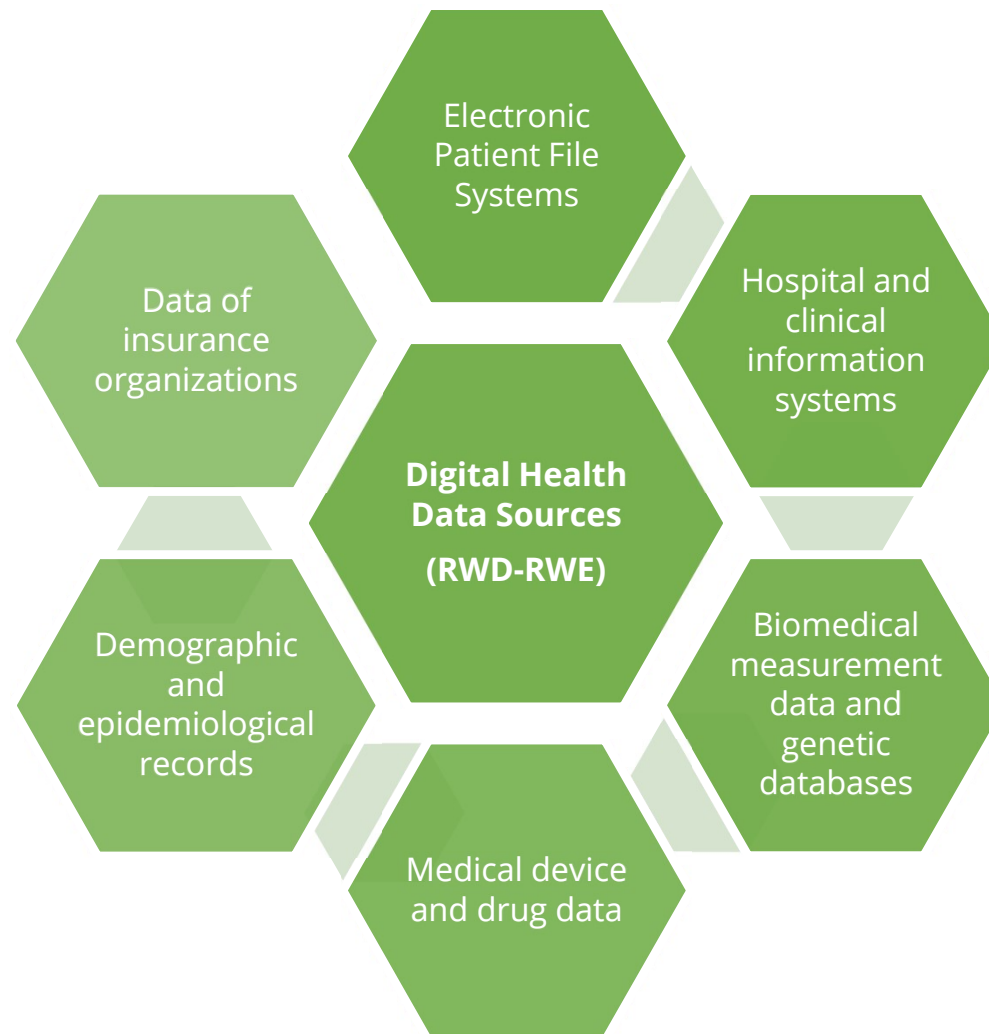 Electronic
Patient File
Systems
Hospital and
clinical
information
systems
Data of
insurance
organizations
Digital Health
Data Sources
(RWD-RWE)
Biomedical
measurement
data and
genetic
databases
Demographic
and
epidemiological
records
Medical device
and drug data